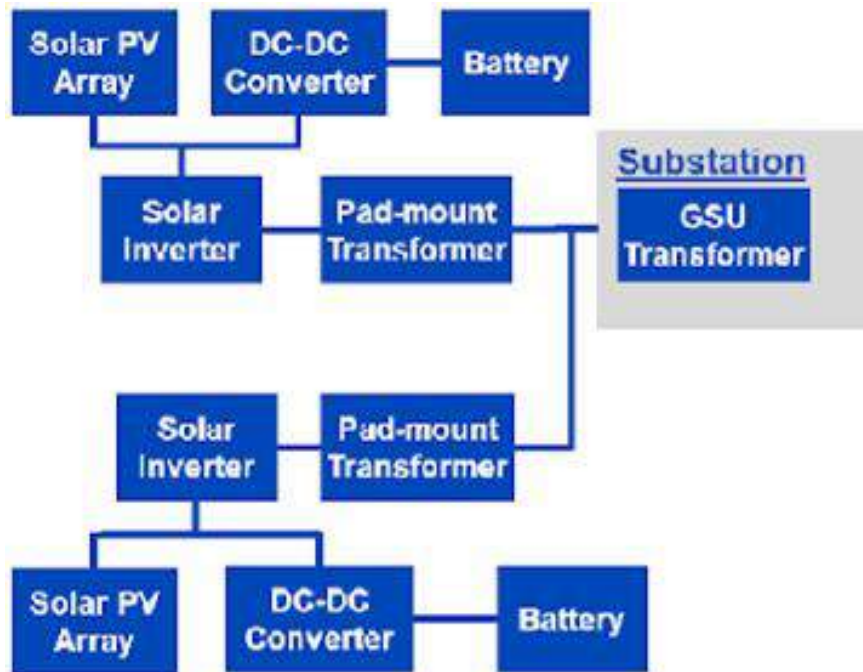 Solar PV
Array
DC-DC
Converter
Battery
Substation
GSU
Transformer
Solar
Inverter
Pad-mount
Transformer
Solar
Inverter
Pad-mount
Transformer
Solar PV
Array
DC-DC
Converter
Battery